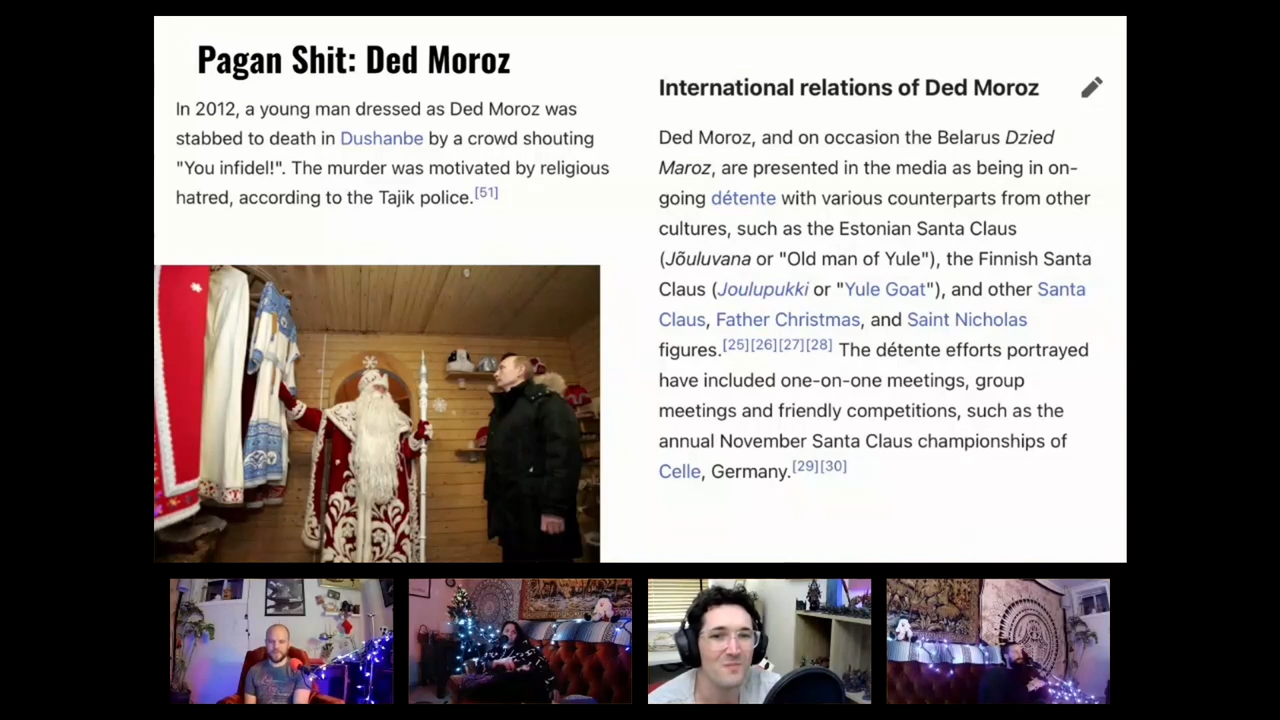 Pagan Shit: Ded Moroz
In 2012, a young man dressed as Ded Moroz was
stabbed to death in Dushanbe by a crowd shouting
"You infidel!". The murder was motivated by religious
hatred, according to the Tajik police.[51]
International relations of Ded Moroz
Ded Moroz, and on occasion the Belarus Dzied
Maroz, are presented in the media as being in on-
going détente with various counterparts from other
cultures, such as the Estonian Santa Claus
(Jõuluvana or "Old man of Yule"), the Finnish Santa
Claus (Joulupukki or "Yule Goat"), and other Santa
Claus, Father Christmas, and Saint Nicholas
figures.[25][26][27][28] The détente efforts portrayed
have included one-on-one meetings, group
meetings and friendly competitions, such as the
annual November Santa Claus championships of
Celle, Germany.[29][30]